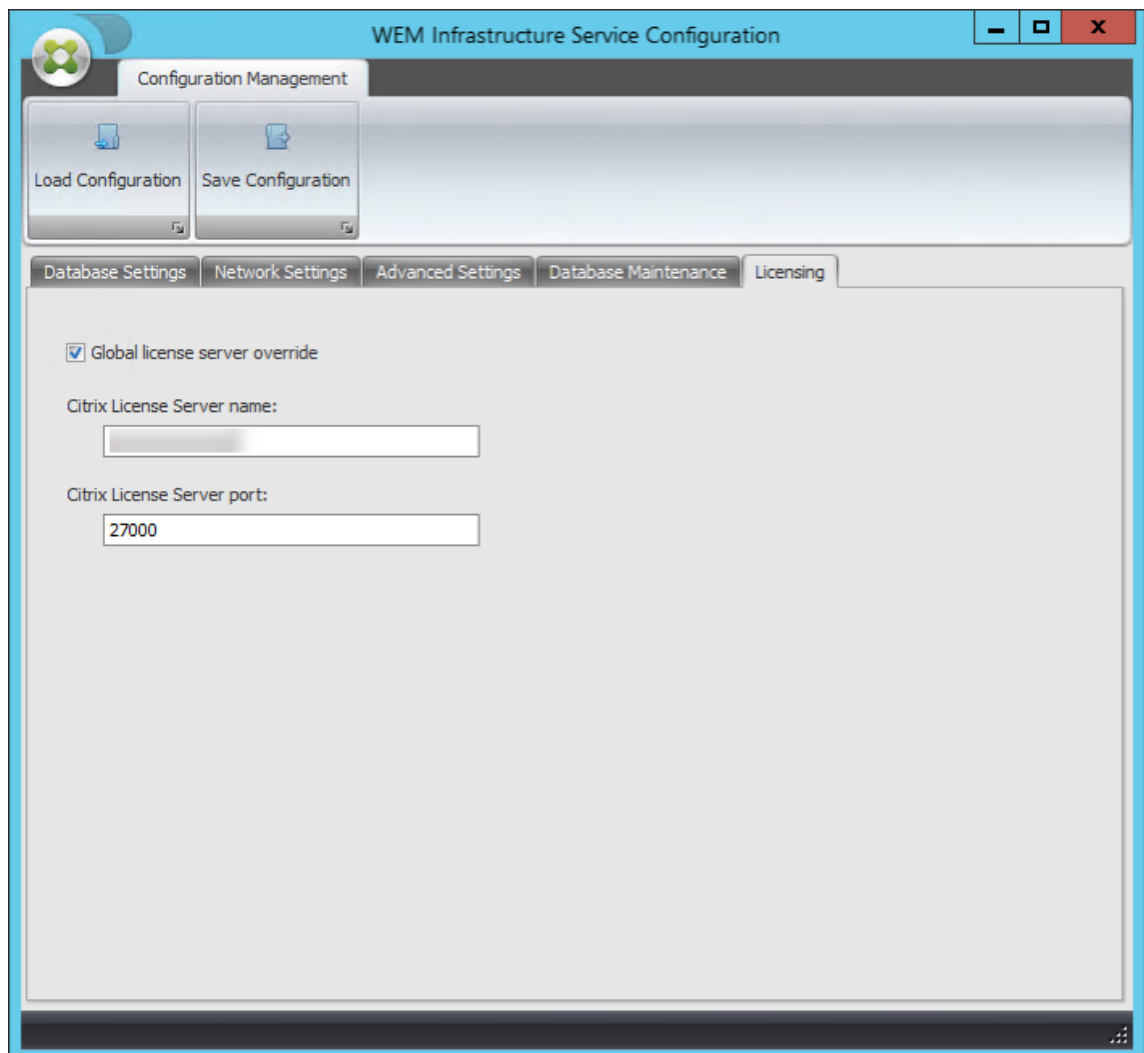 WEM Infrastructure Service Configuration
Configuration Management
Load Configuration
Save Configuration
Database Settings
Network Settings
Advanced Settings
Database Maintenance
Licensing
Global license server override
Citrix License Server name:
Citrix License Server port:
27000